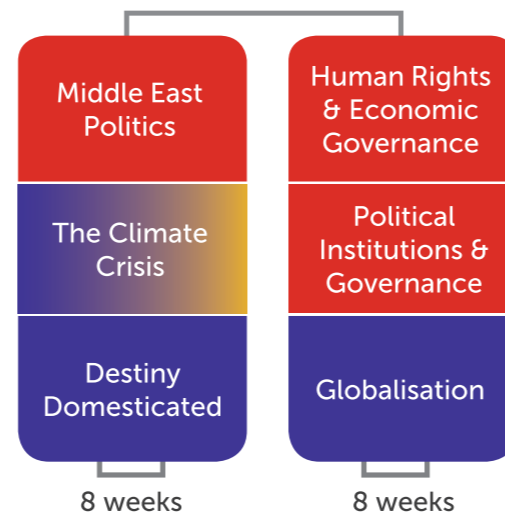 Middle East
Politics
The Climate
Crisis
Destiny
Domesticated
8 weeks
Human Rights
& Economic
Governance
Political
Institutions &
Governance
Globalisation
8 weeks